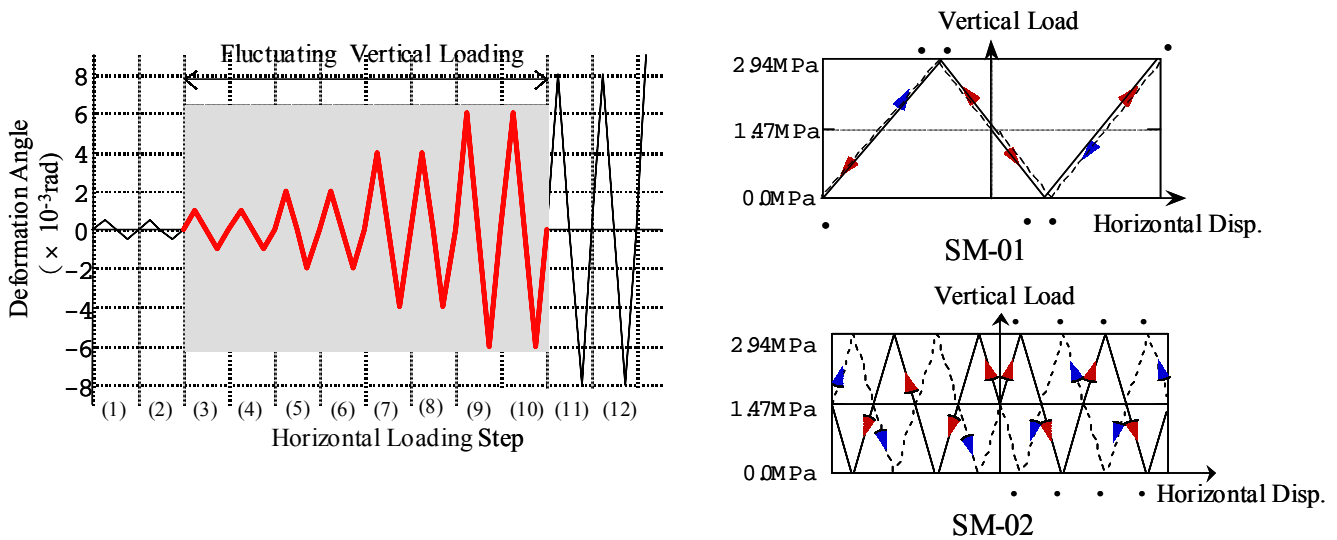 Fluctuating Vertical Loading
Deformation Angle
(× 10-3rad)
8
6
4
2
0
-2
-4
-6
-8
(1) (2) (3) (4) (5) (6) (7) (8) (9) (10) (11) (12)
Horizontal Loading Step
Vertical Load
2.94MPa
1.47MPa
0.0MPa
Horizontal Disp.
SM-01
Vertical Load
2.94MPa
1.47MPa
0.0MPa
Horizontal Disp.
SM-02